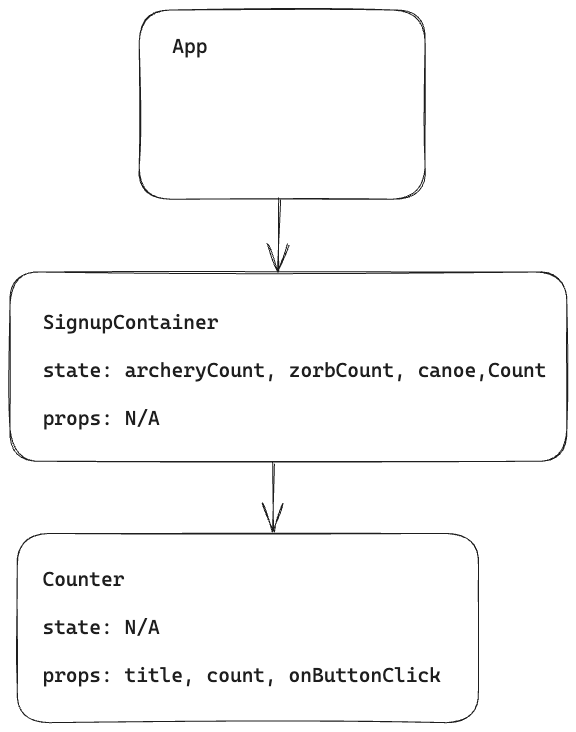 App
SignupContainer
state: archeryCount, zorbCount, canoe,Count
props: N/A
Counter
state: N/A
props: title, count, onButtonClick